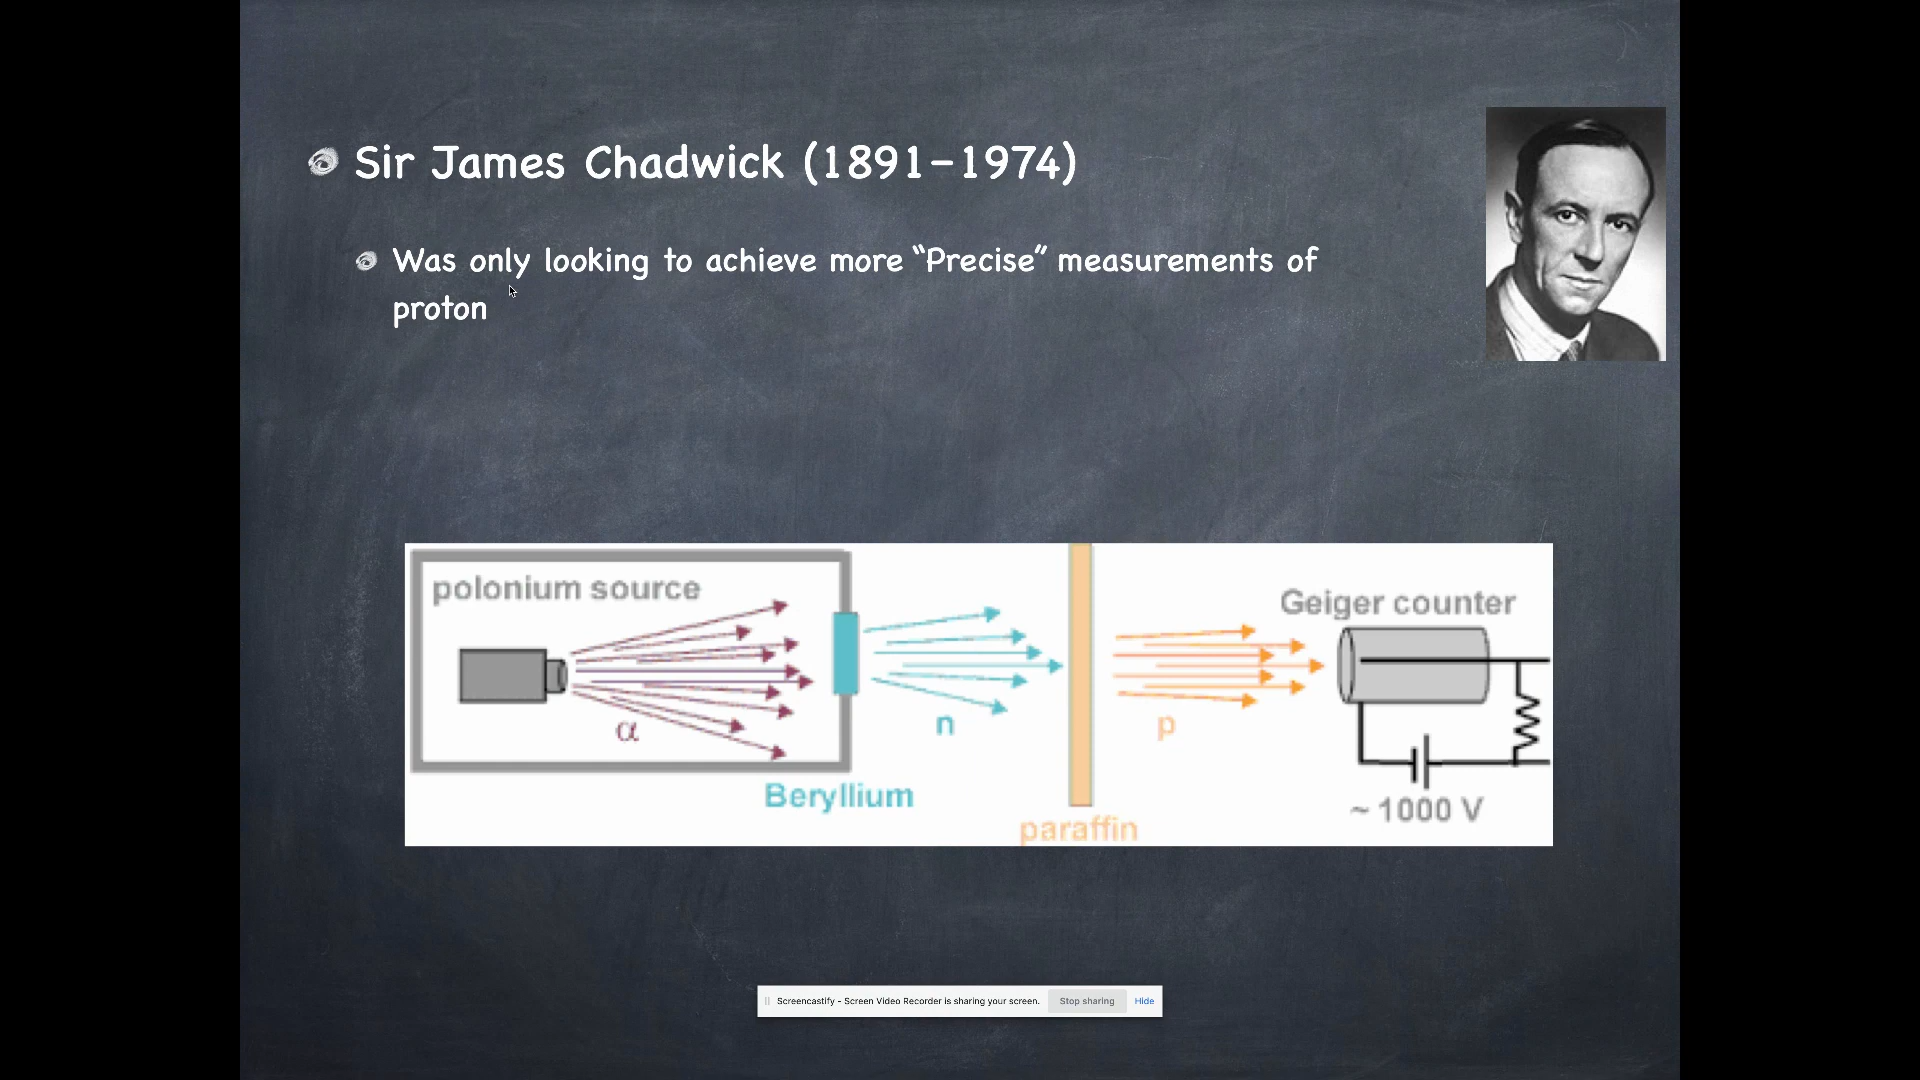 Sir James Chadwick (1891-1974)
Was only looking to achieve more “Precise” measurements of
proton
polonium source
Geiger counter
α
n
p
Beryllium
~ 1000 V
paraffin
Screencastify - Screen Video Recorder is sharing your screen. Stop sharing Hide